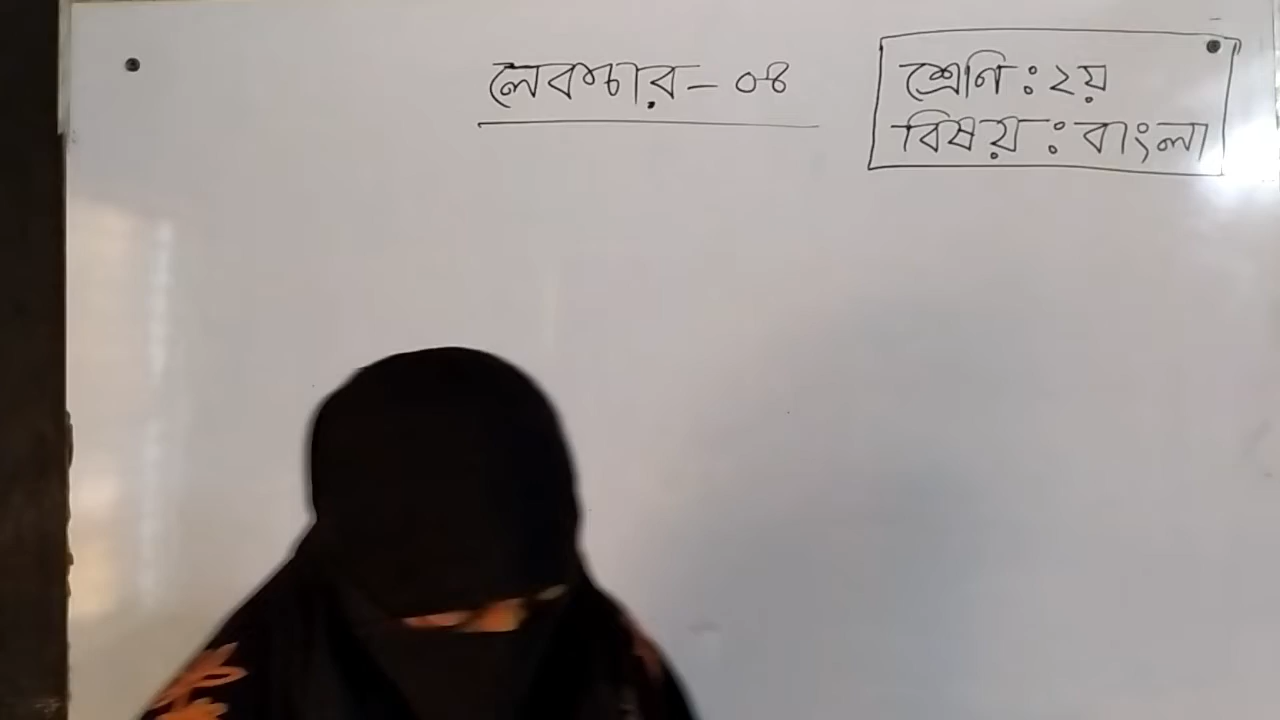 লেকচার - ০৪
শ্রেণি : ২য়
বিষয় : বাংলা